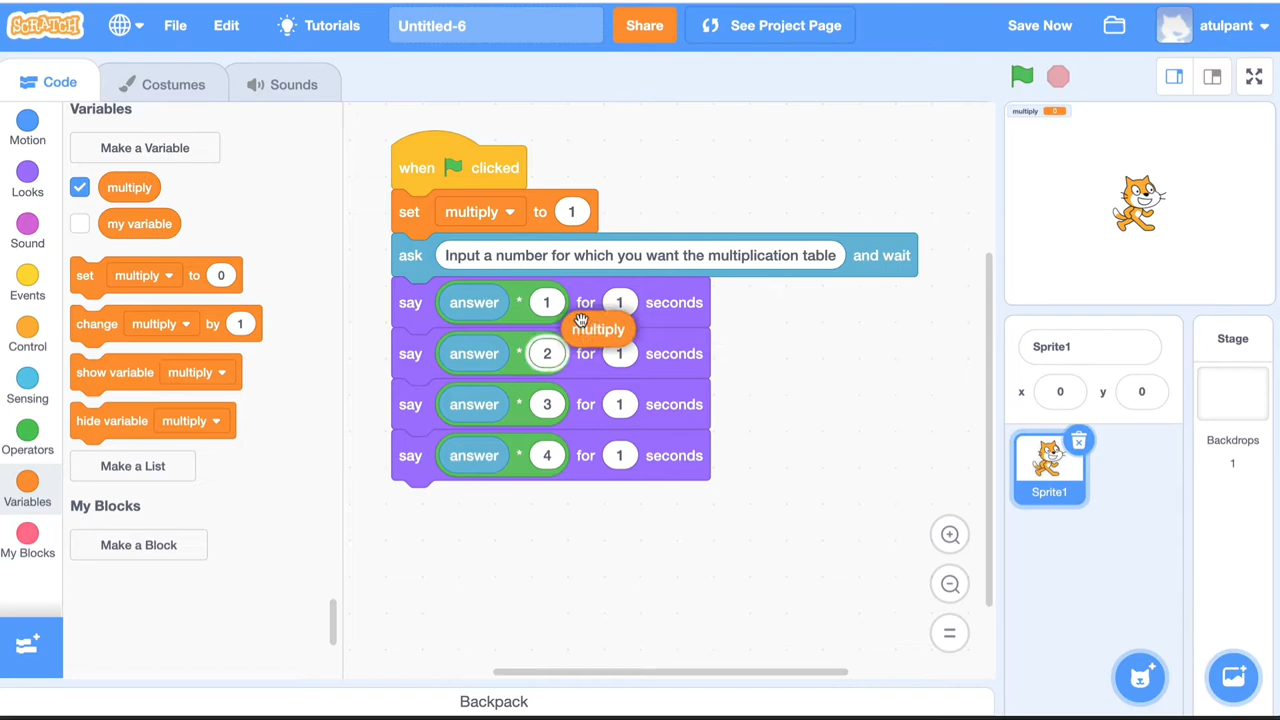 SCRATCH
File
Edit
Tutorials
Untitled-6
Share
See Project Page
Save Now
atulpant
Code
Costumes
Sounds
Motion
Looks
Sound
Events
Control
Sensing
Operators
Variables
My Blocks
Variables
Make a Variable
multiply
my variable
set multiply to 0
change multiply by 1
show variable multiply
hide variable multiply
Make a List
My Blocks
Make a Block
when clicked
set multiply to 1
ask Input a number for which you want the multiplication table and wait
say answer * 1 for 1 seconds
multiply
say answer * 2 for 1 seconds
say answer * 3 for 1 seconds
say answer * 4 for 1 seconds
Backpack
multiply 0
Sprite1
x 0 y 0
Sprite1
Stage
Backdrops
1